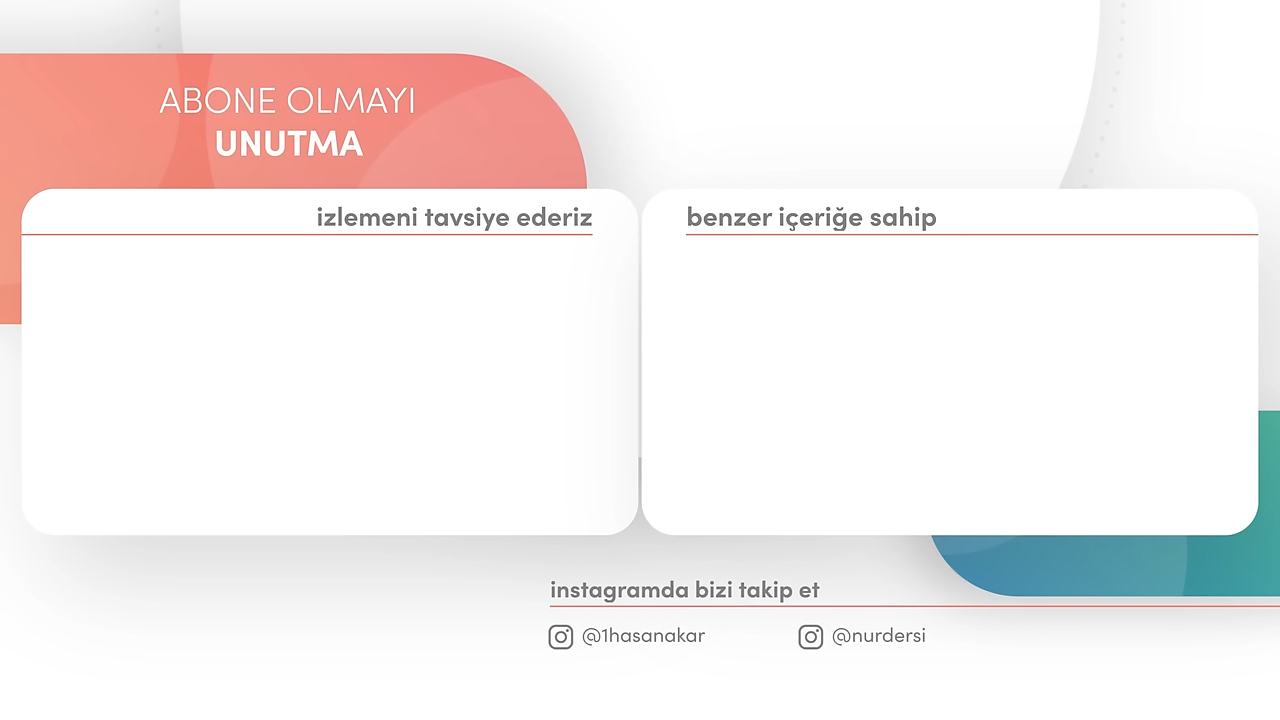 ABONE OLMAYI
UNUTMA
izlemeni tavsiye ederiz
benzer içeriğe sahip
instagramda bizi takip et
@1hasanakar
@nurdersi